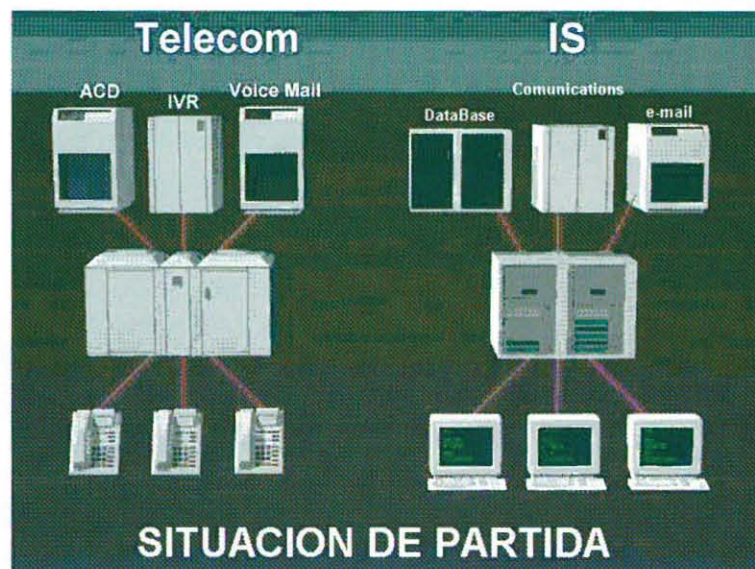 Telecom
IS
ACD
IVR
Voice Mail
DataBase
Comunications
e-mail
SITUACION DE PARTIDA